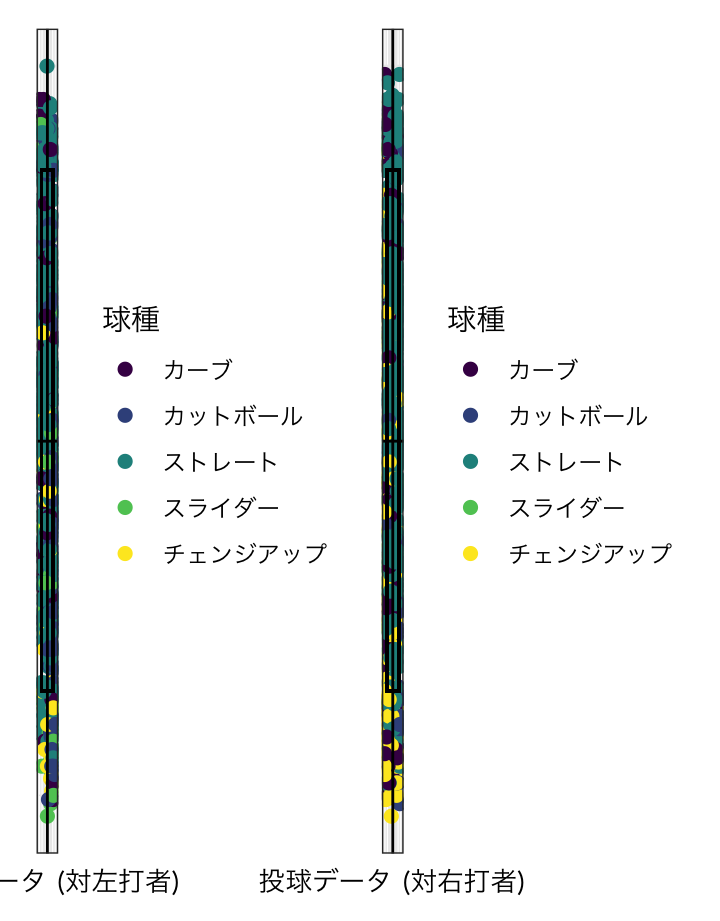 球種
カーブ
カットボール
ストレート
スライダー
チェンジアップ
ータ (対左打者)
球種
カーブ
カットボール
ストレート
スライダー
チェンジアップ
投球データ (対右打者)